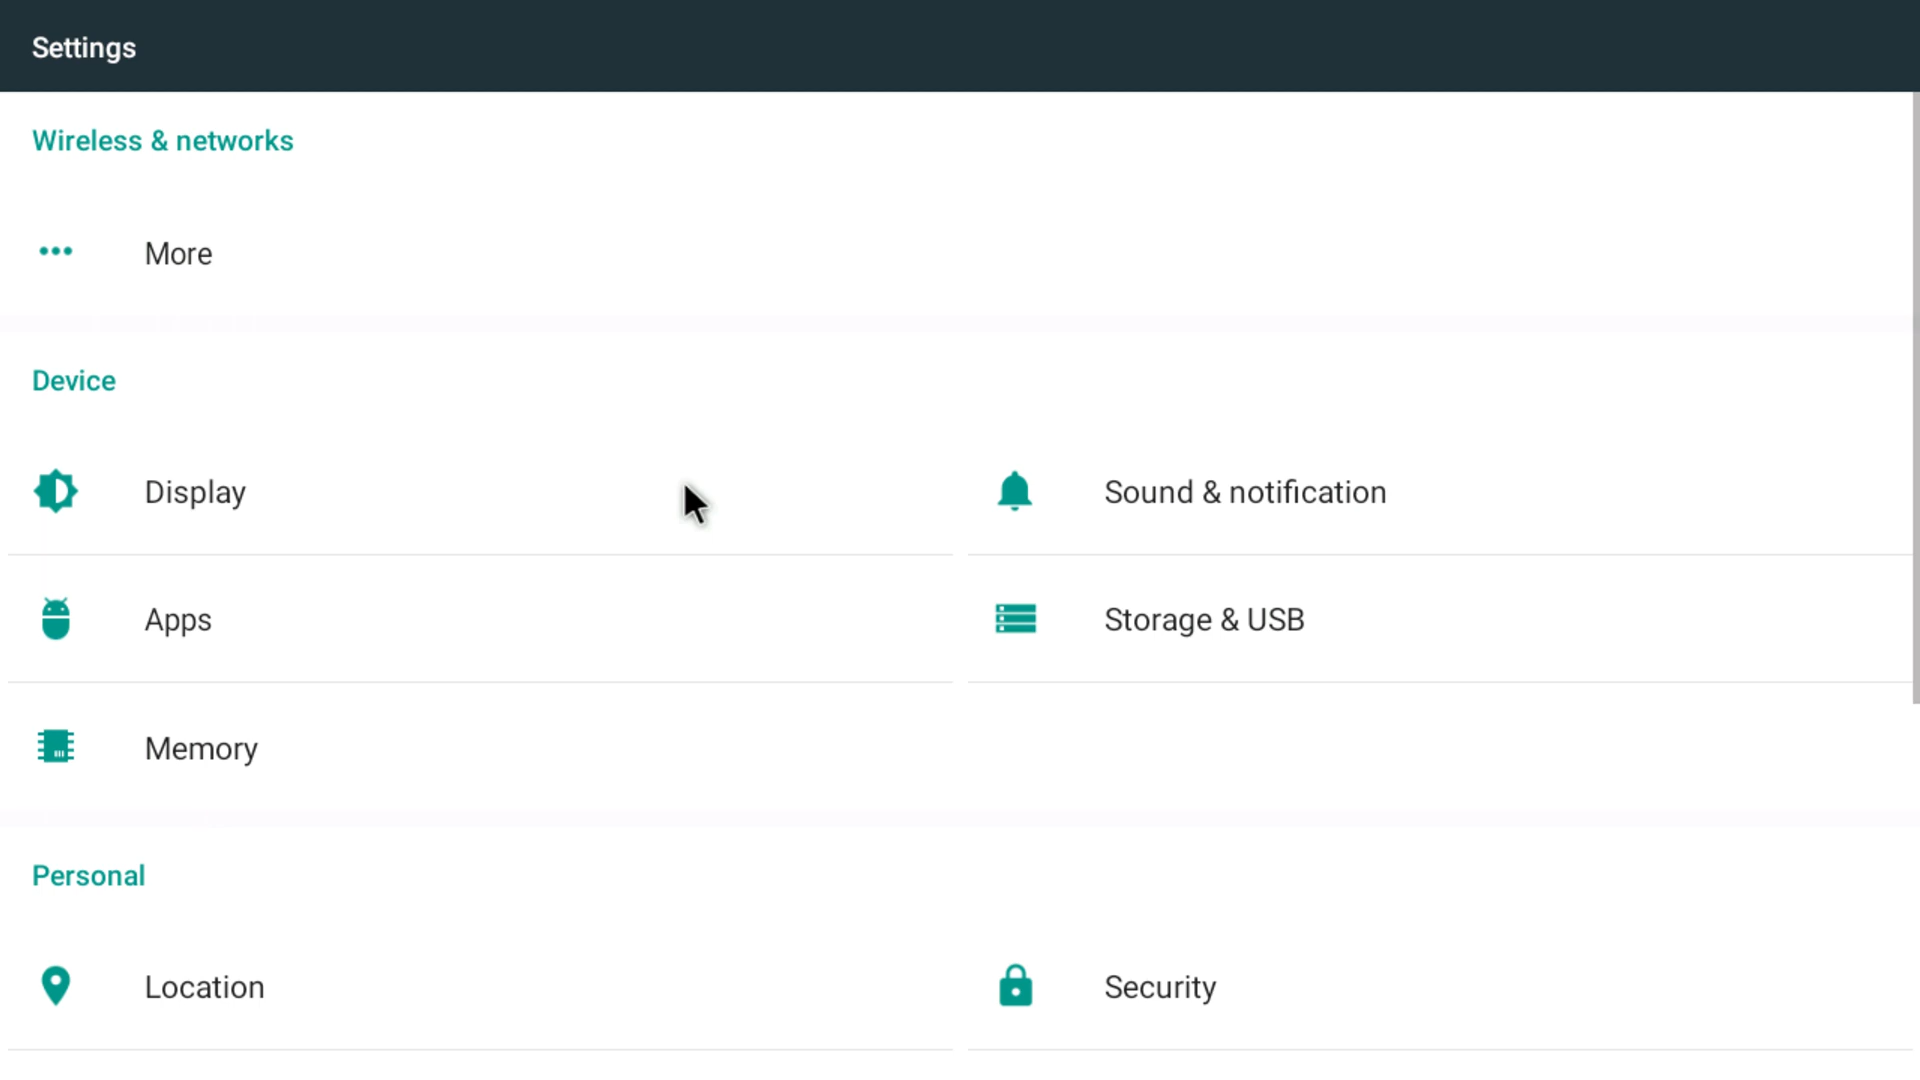 Settings
Wireless & networks
More
Device
Display
Sound & notification
Apps
Storage & USB
Memory
Personal
Location
Security